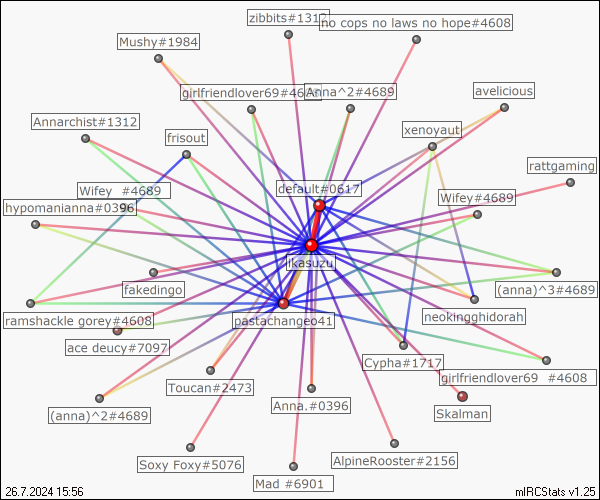 zibbits#1312
no cops no laws no hope#4608
Mushy#1984
girlfriendlover69#4608
Anna^2#4689
avelicious
Annarchist#1312
xenoyaut
frisout
rattgaming
Wifey #4689
default#0617
Wifey#4689
hypomanianna#0396
ikasuzu
fakedingo
(anna)^3#4689
ramshackle gorey#4608
pastachangeo41
neokingghidorah
ace deucy#7097
Cypha#1717
girlfriendlover69 #4608
Toucan#2473
Anna.#0396
(anna)^2#4689
Skalman
Soxy Foxy#5076
AlpineRooster#2156
Mad #6901
26.7.2024 15:56
mIRCStats v1.25